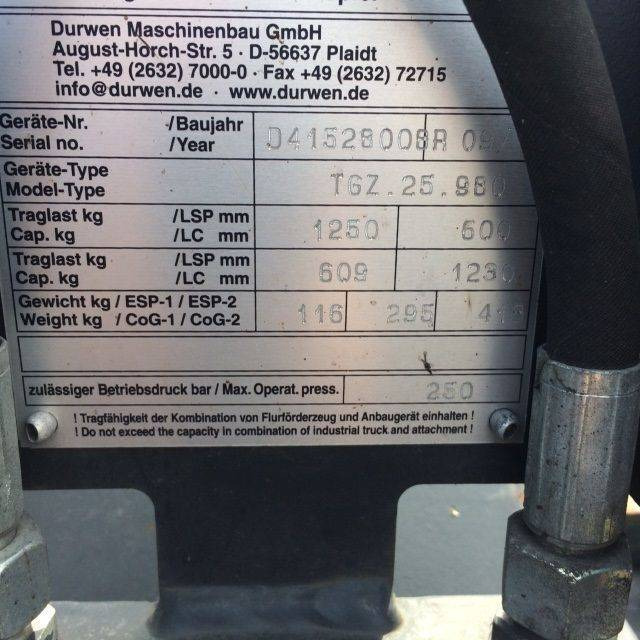 Durwen Maschinenbau GmbH
August-Horch-Str. 5 · D-56637 Plaidt
Tel. +49 (2632) 7000-0 · Fax +49 (2632) 72715
info@durwen.de · www.durwen.de
Geräte-Nr. /Baujahr
Serial no. /Year
D41528008R
Geräte-Type
Model-Type
TGZ.25.980
Traglast kg /LSP mm
Cap. kg /LC mm
1250 600
Traglast kg /LSP mm
Cap. kg /LC mm
609 1230
Gewicht kg / ESP-1 / ESP-2
Weight kg / CoG-1 / CoG-2
116 295
zulässiger Betriebsdruck bar / Max. Operat. press. 250
! Tragfähigkeit der Kombination von Flurförderzeug und Anbaugerät einhalten !
! Do not exceed the capacity in combination of industrial truck and attachment !